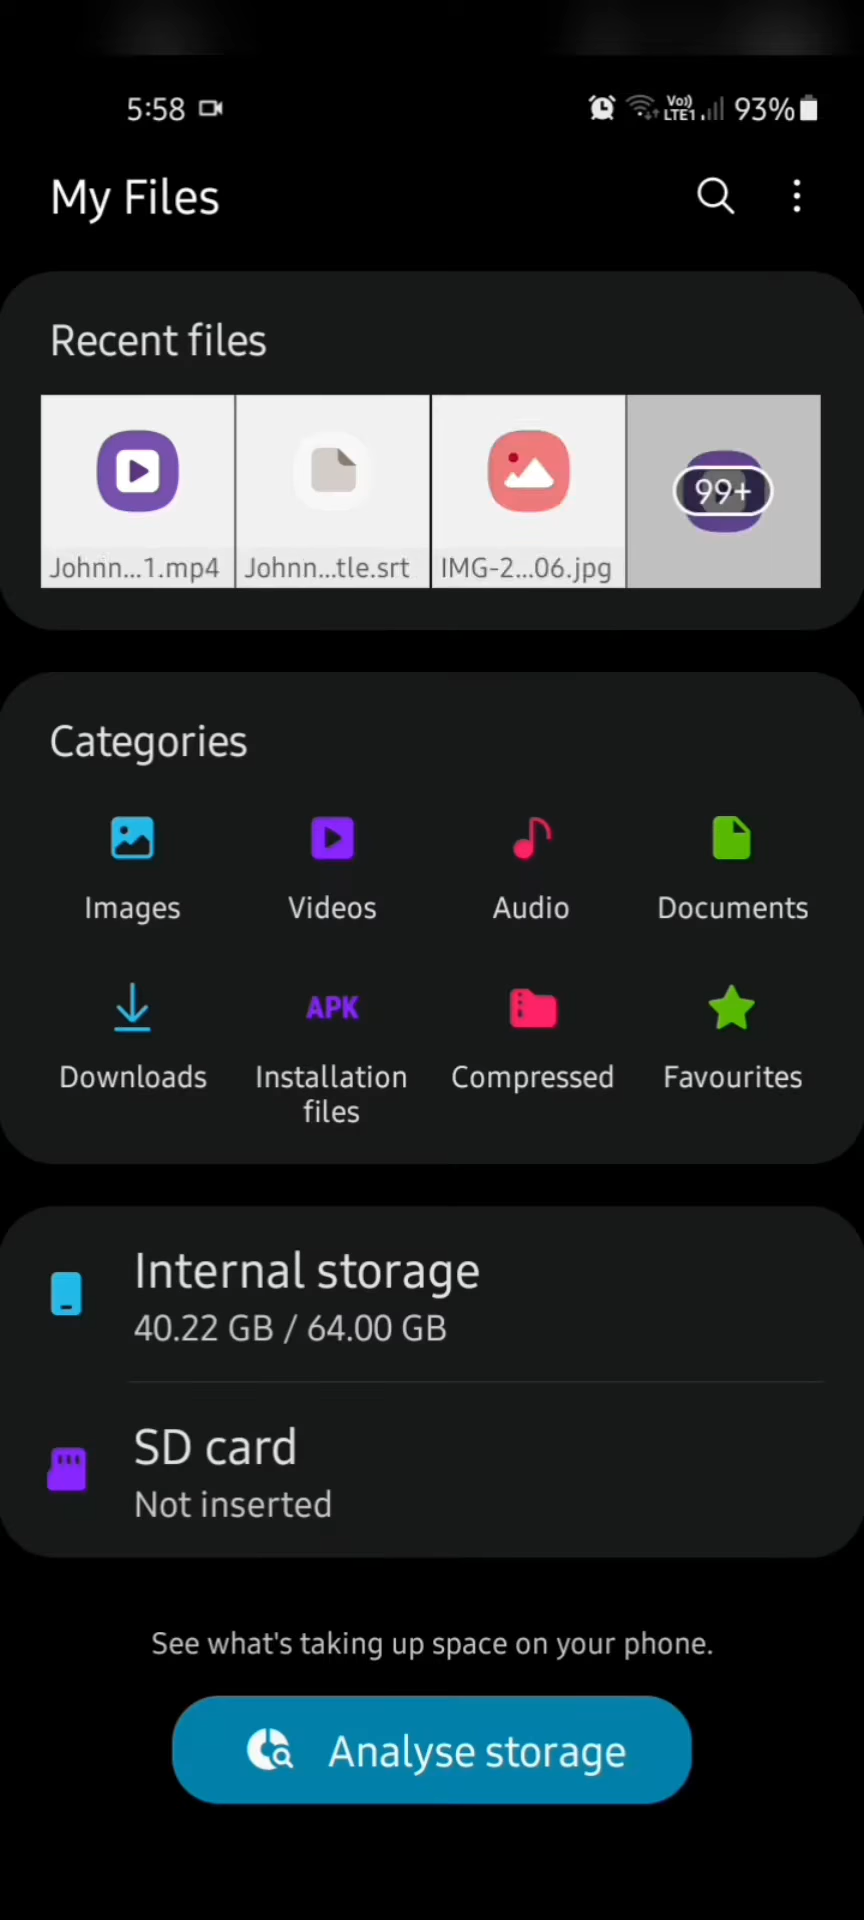 5:58
Vo)) LTE1 93%
My Files
Recent files
Johnn...1.mp4 Johnn...tle.srt IMG-2...06.jpg 99+
Categories
Images Videos Audio Documents
Downloads Installation files Compressed Favourites
Internal storage
40.22 GB / 64.00 GB
SD card
Not inserted
See what's taking up space on your phone.
Analyse storage